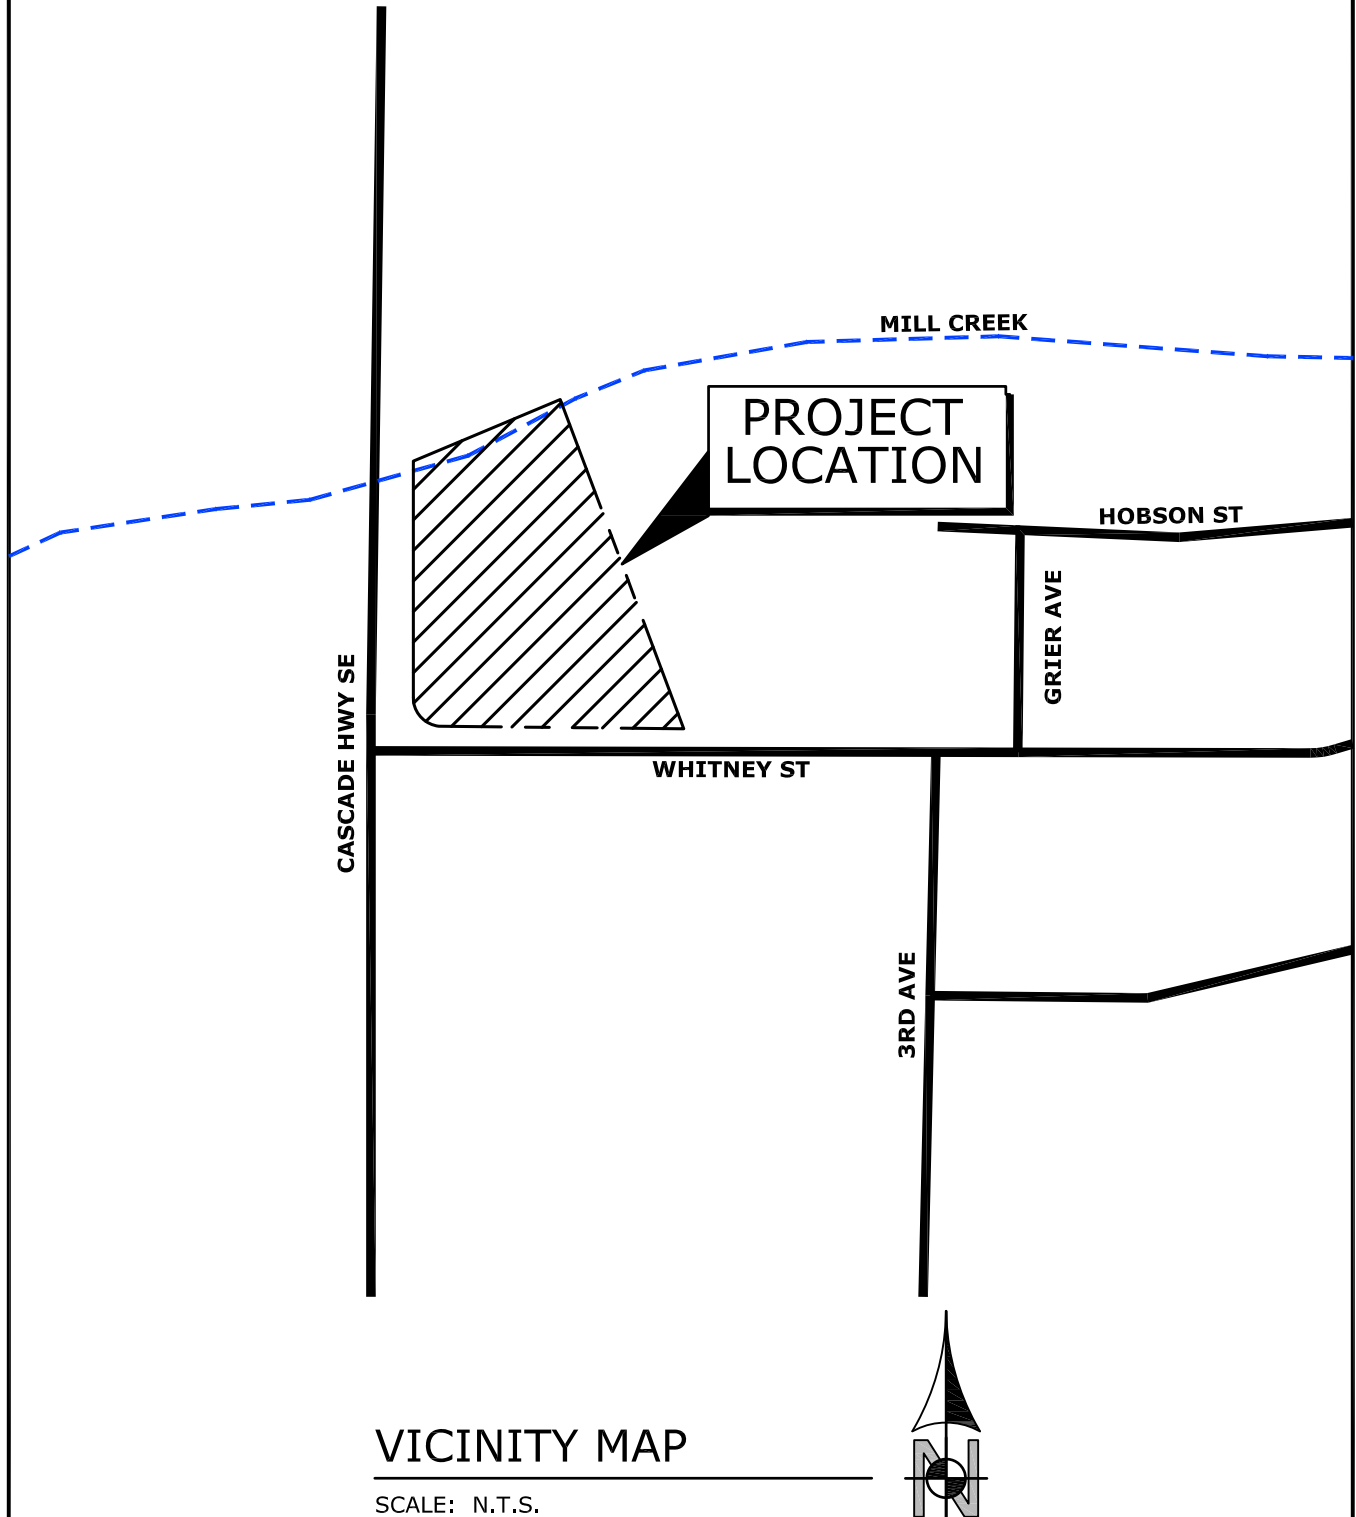 MILL CREEK
PROJECT
LOCATION
HOBSON ST
GRIER AVE
CASCADE HWY SE
WHITNEY ST
3RD AVE
VICINITY MAP
SCALE: N.T.S.
N